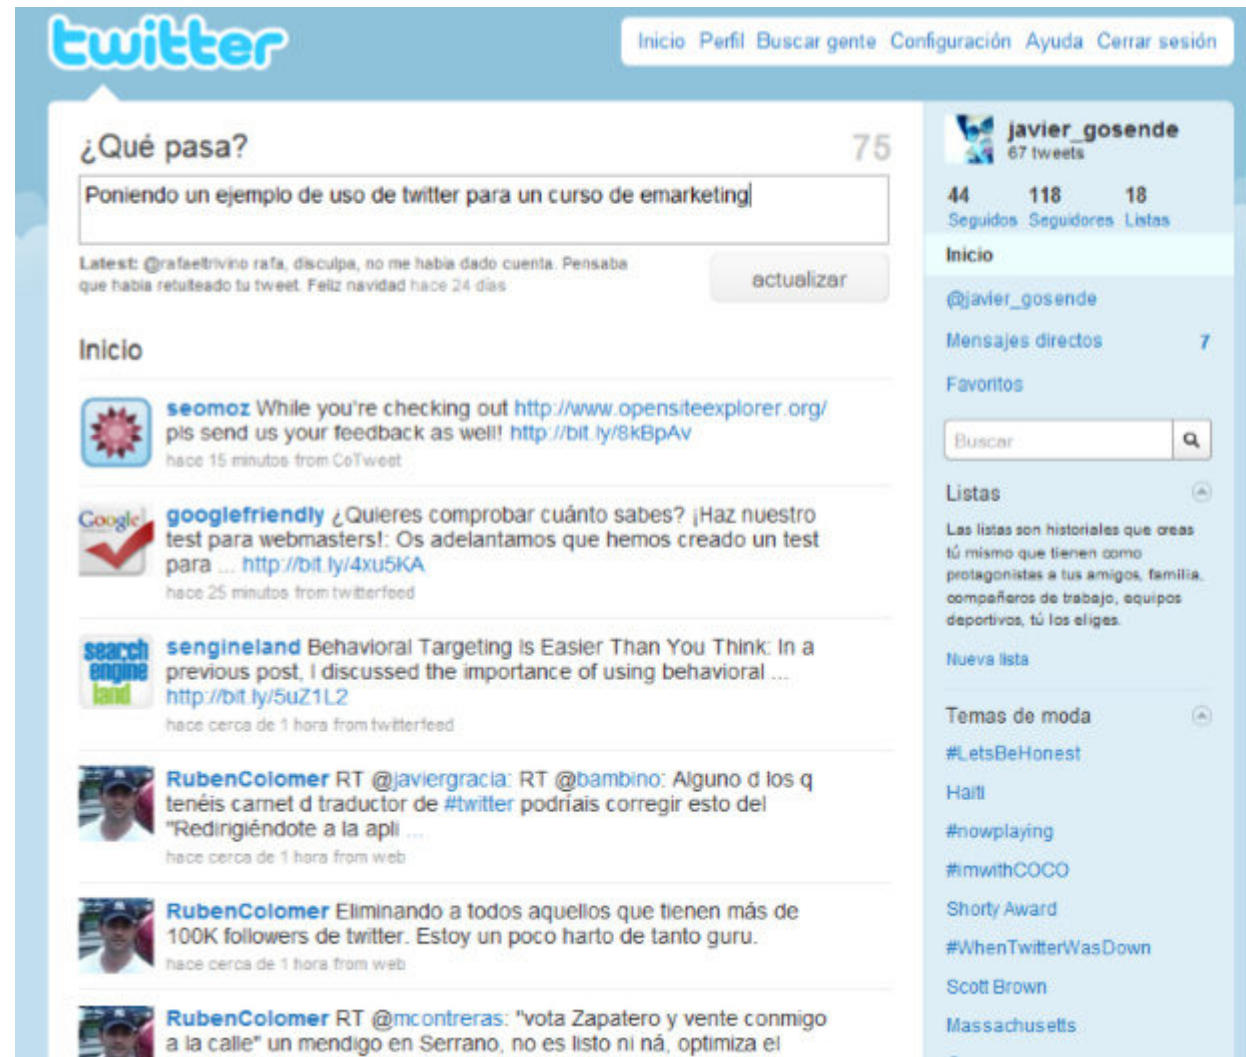 twitter
Inicio Perfil Buscar gente Configuración Ayuda Cerrar sesión
¿Qué pasa?
75
Poniendo un ejemplo de uso de twitter para un curso de emarketing
Latest: @rafaeltrivino rafa, disculpa, no me habia dado cuenta. Pensaba
que habia retuiteado tu tweet. Feliz navidad hace 24 días
actualizar
Inicio
seomoz While you're checking out http://www.opensiteexplorer.org/
pls send us your feedback as well! http://bit.ly/8kBpAv
hace 15 minutos from CoTweet
Google
googlefriendly ¿Quieres comprobar cuánto sabes? ¡Haz nuestro
test para webmasters!: Os adelantamos que hemos creado un test
para ... http://bit.ly/4xu5KA
hace 25 minutos from twitterfeed
search
engine
land
sengineland Behavioral Targeting Is Easier Than You Think: In a
previous post, I discussed the importance of using behavioral ...
http://bit.ly/5uZ1L2
hace cerca de 1 hora from twitterfeed
RubenColomer RT @javiergracia: RT @bambino: Alguno d los q
tenéis carnet d traductor de #twitter podríais corregir esto del
"Redirigiéndote a la apli ...
hace cerca de 1 hora from web
RubenColomer Eliminando a todos aquellos que tienen más de
100K followers de twitter. Estoy un poco harto de tanto guru.
hace cerca de 1 hora from web
RubenColomer RT @mcontreras: "vota Zapatero y vente conmigo
a la calle" un mendigo en Serrano, no es listo ni ná, optimiza el
javier_gosende
67 tweets
44 118 18
Seguidos Seguidores Listas
Inicio
@javier_gosende
Mensajes directos 7
Favoritos
Buscar
Listas
Las listas son historiales que creas
tú mismo que tienen como
protagonistas a tus amigos, familia,
compañeros de trabajo, equipos
deportivos, tú los eliges.
Nueva lista
Temas de moda
#LetsBeHonest
Haiti
#nowplaying
#imwithCOCO
Shorty Award
#WhenTwitterWasDown
Scott Brown
Massachusetts